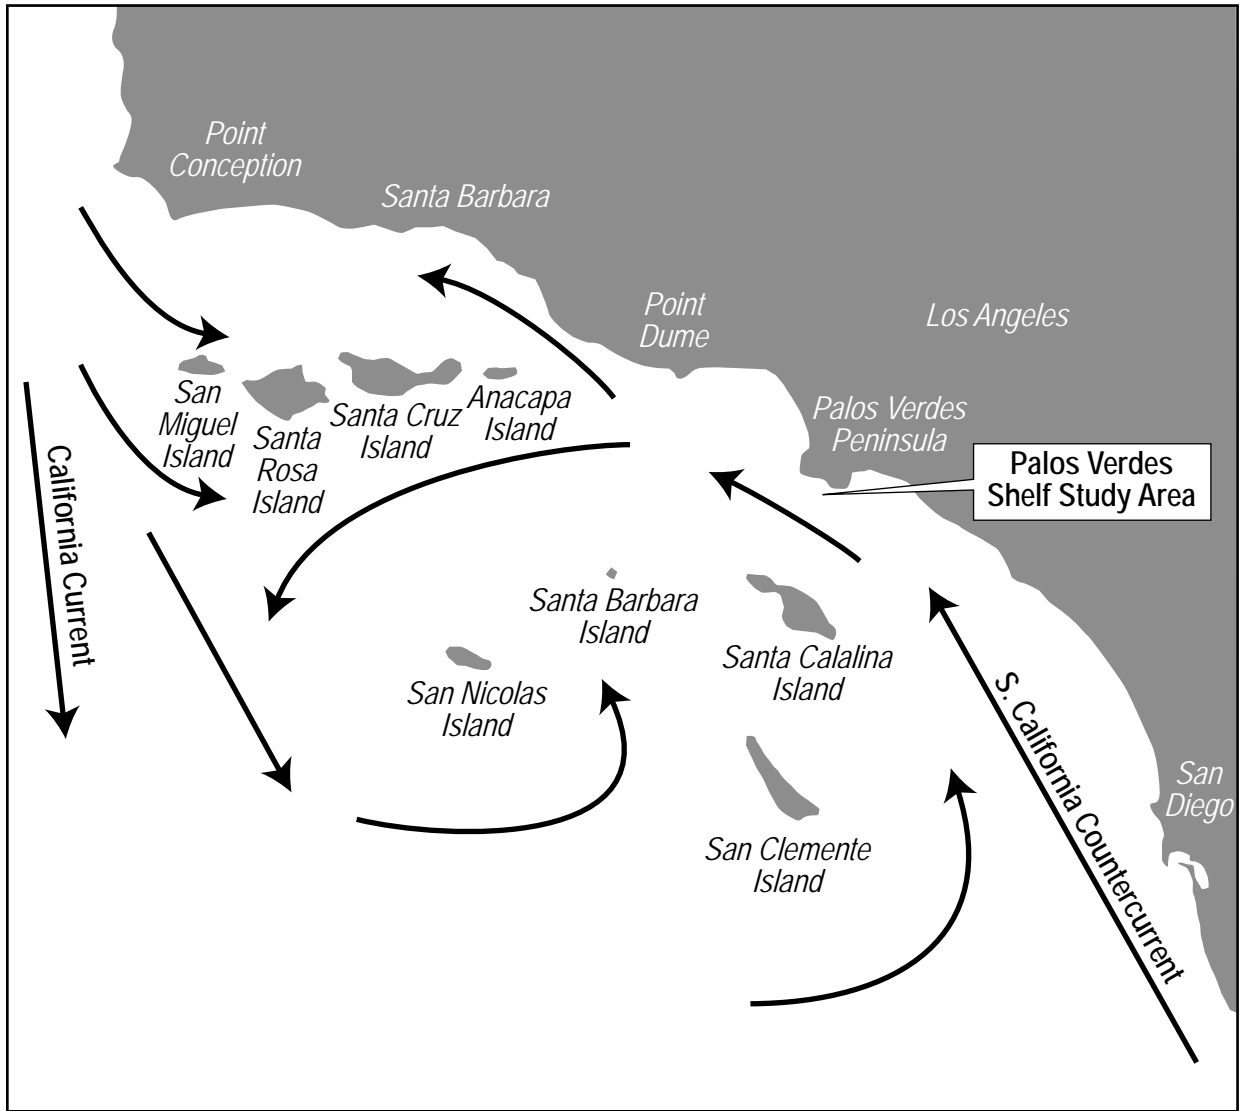 Point
Conception
Santa Barbara
Point
Dume
Los Angeles
San
Miguel
Island
Santa
Rosa
Island
Santa Cruz
Island
Anacapa
Island
Palos Verdes
Peninsula
Palos Verdes
Shelf Study Area
California Current
Santa Barbara
Island
San Nicolas
Island
Santa Calalina
Island
S. California Countercurrent
San
Diego
San Clemente
Island